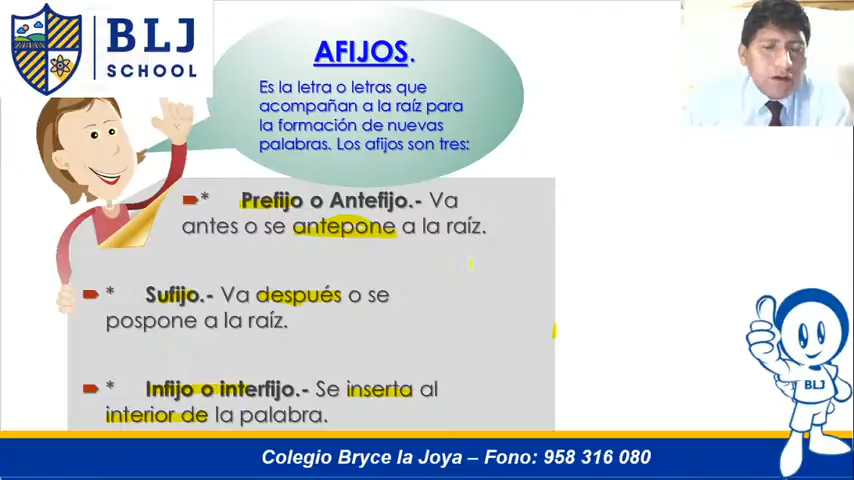 BLJ
SCHOOL
AFIJOS.
Es la letra o letras que
acompañan a la raíz para
la formación de nuevas
palabras. Los afijos son tres:
* Prefijo o Antefijo.- Va
antes o se antepone a la raíz.
* Sufijo.- Va después o se
pospone a la raíz.
* Infijo o interfijo.- Se inserta al
interior de la palabra.
BLJ
Colegio Bryce la Joya – Fono: 958 316 080